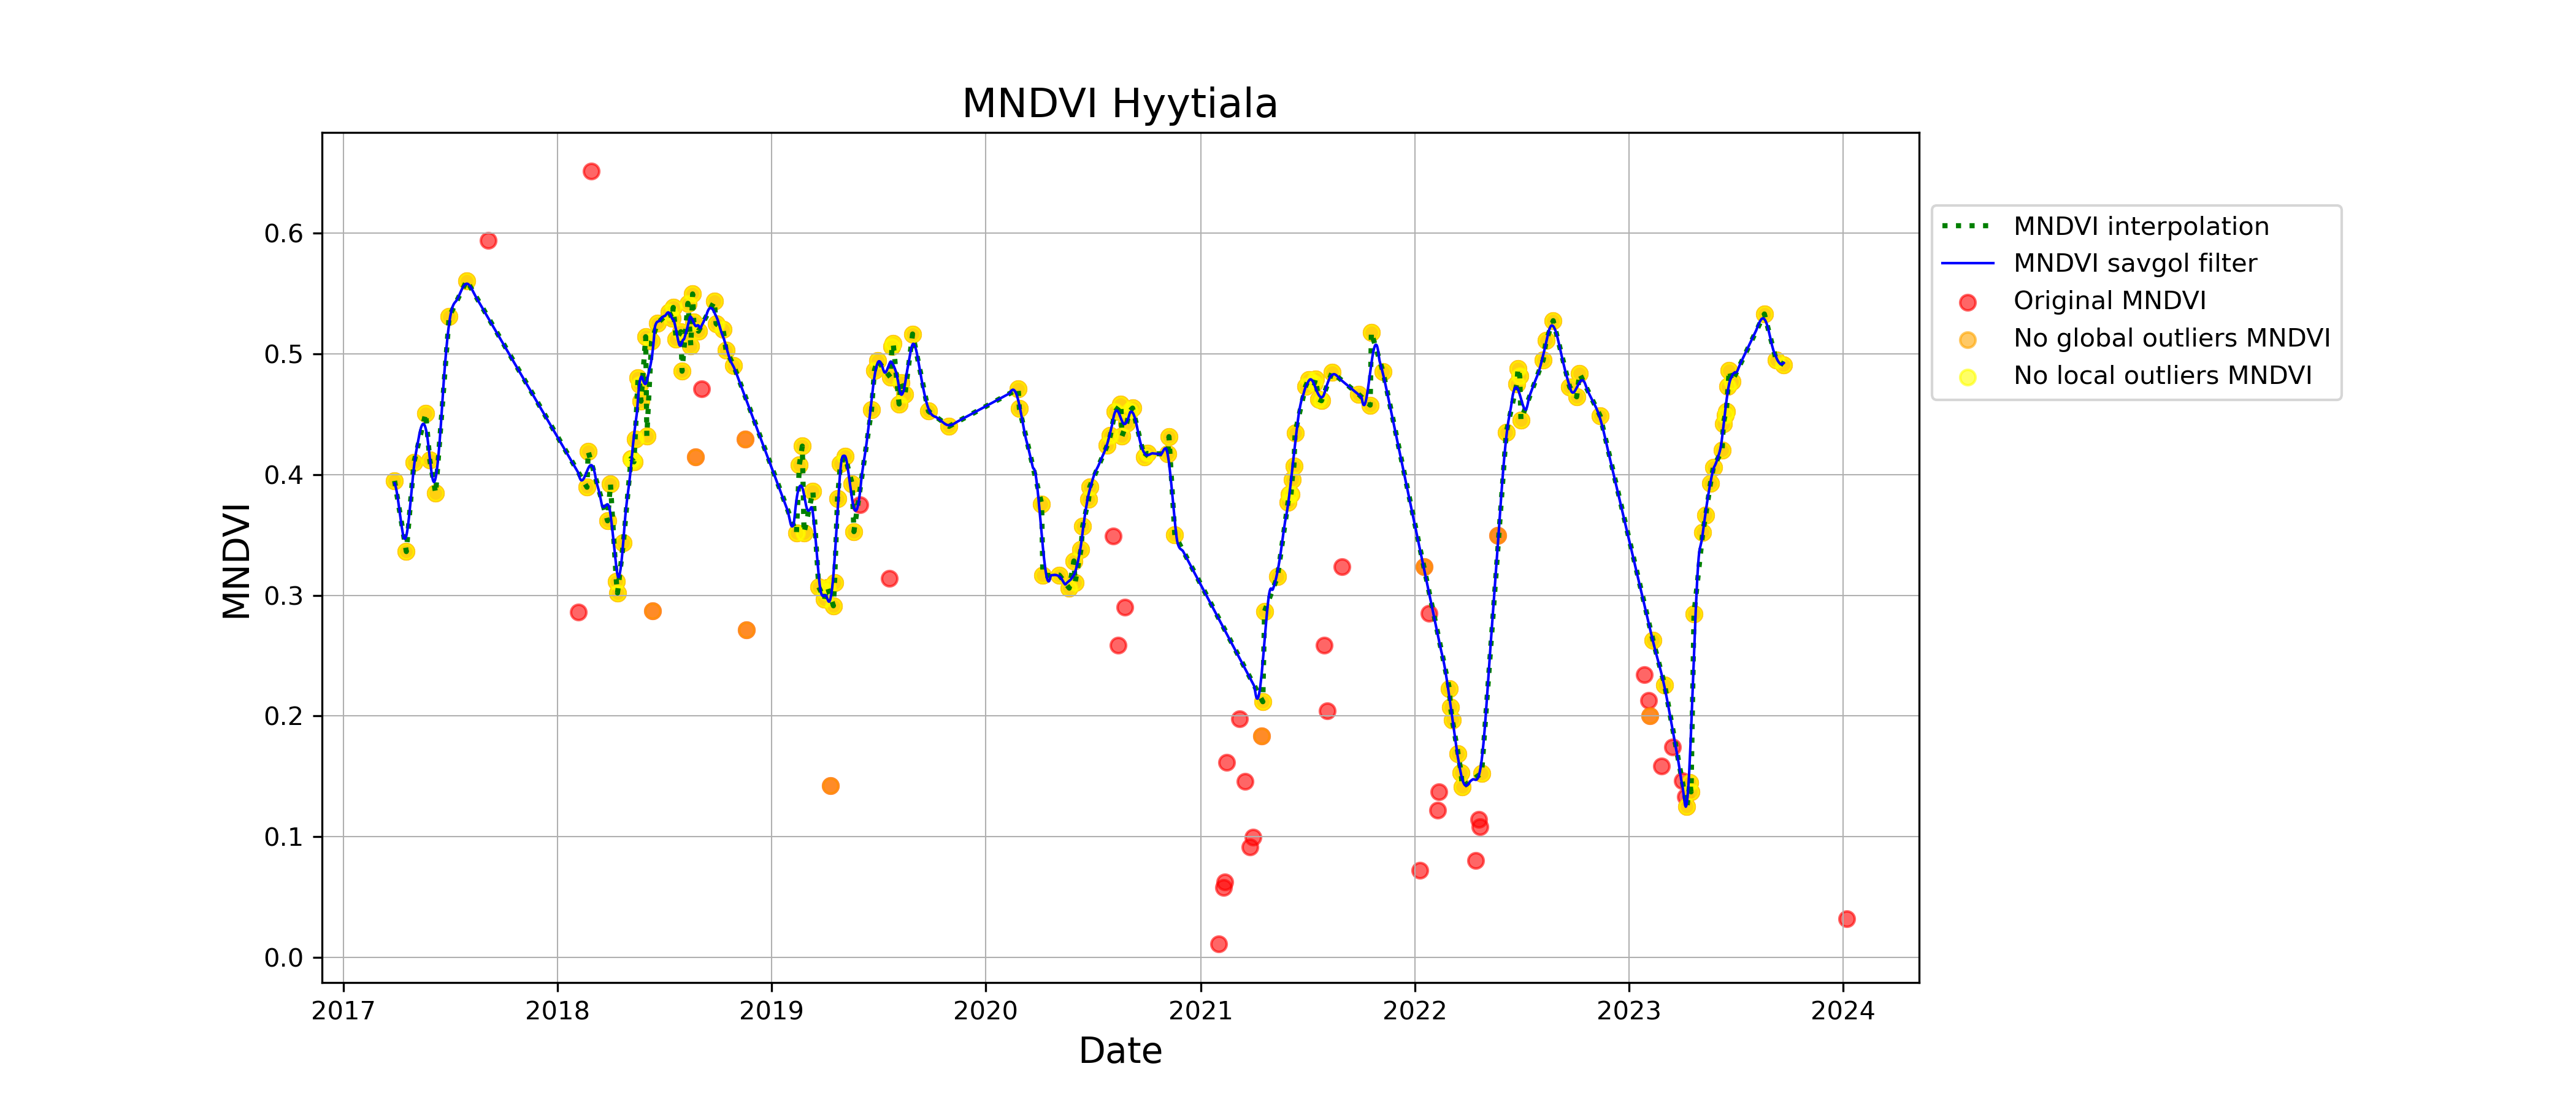 MNDVI Hyytiala
MNDVI
0.6
0.5
0.4
0.3
0.2
0.1
0.0
2017 2018 2019 2020 2021 2022 2023 2024
Date
MNDVI interpolation
MNDVI savgol filter
Original MNDVI
No global outliers MNDVI
No local outliers MNDVI